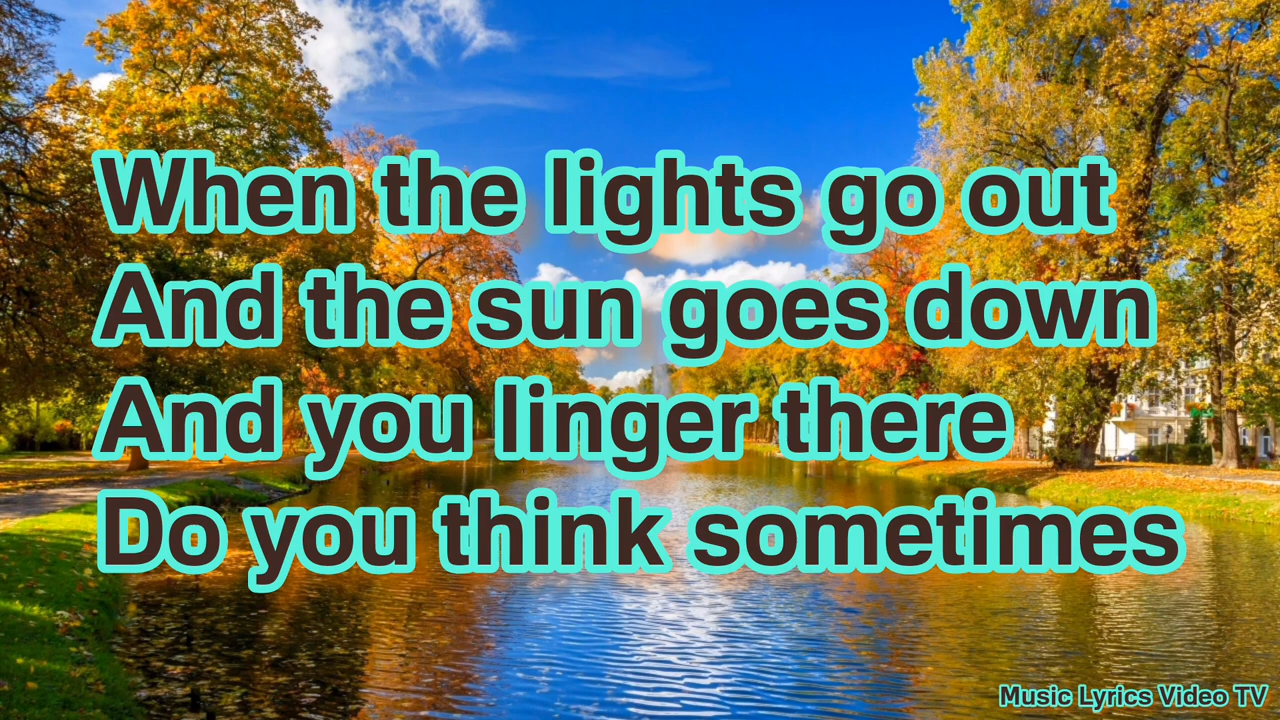 When the lights go out
And the sun goes down
And you linger there
Do you think sometimes
Music Lyrics Video TV